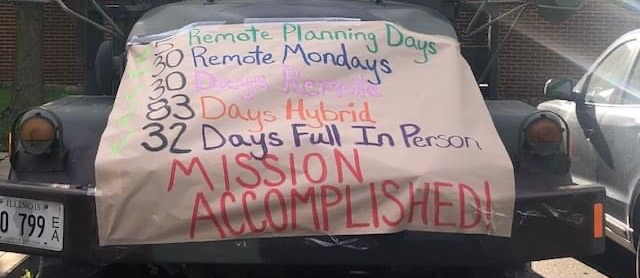 5 Remote Planning Days
30 Remote Mondays
30 Days Remote
83 Days Hybrid
32 Days Full In Person
MISSION
ACCOMPLISHED!
ILLINOIS
0 799 EA